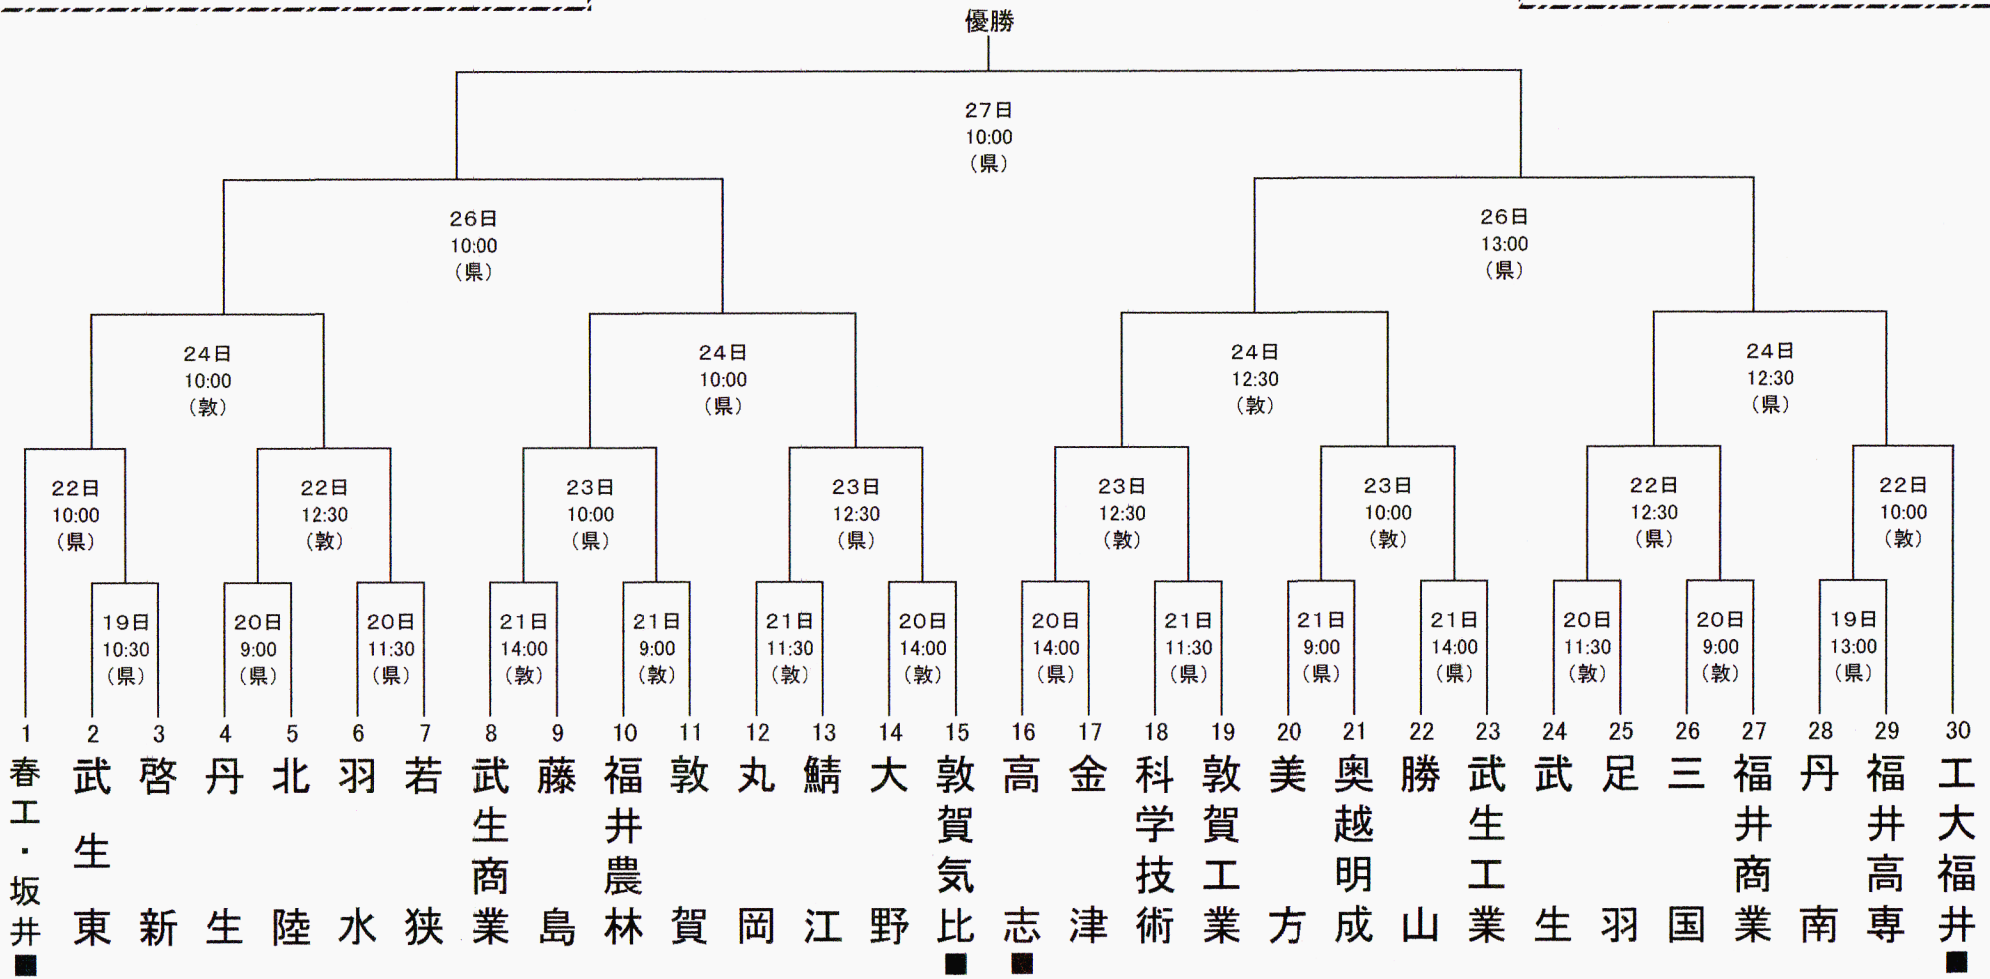 優勝
27日
10:00
（県）
26日
10:00
（県）
26日
13:00
（県）
24日
10:00
（敦）
24日
10:00
（県）
24日
12:30
（敦）
24日
12:30
（県）
22日
10:00
（県）
22日
12:30
（敦）
23日
10:00
（県）
23日
12:30
（県）
23日
12:30
（敦）
23日
10:00
（敦）
22日
12:30
（県）
22日
10:00
（敦）
19日
10:30
（県）
20日
9:00
（県）
20日
11:30
（県）
21日
14:00
（敦）
21日
9:00
（敦）
21日
11:30
（敦）
20日
14:00
（敦）
20日
14:00
（県）
21日
11:30
（県）
21日
9:00
（県）
21日
14:00
（県）
20日
11:30
（敦）
20日
9:00
（敦）
19日
13:00
（県）
1
春工・坂井■
2
武生東
3
啓新
4
丹生
5
北陸
6
羽水
7
若狭
8
武生商業
9
藤島
10
福井農林
11
敦賀
12
丸岡
13
鯖江
14
大野
15
敦賀気比■
16
高志■
17
金津
18
科学技術
19
敦賀工業
20
美方
21
奥越明成
22
勝山
23
武生工業
24
武生
25
足羽
26
三国
27
福井商業
28
丹南
29
福井高専
30
工大福井■